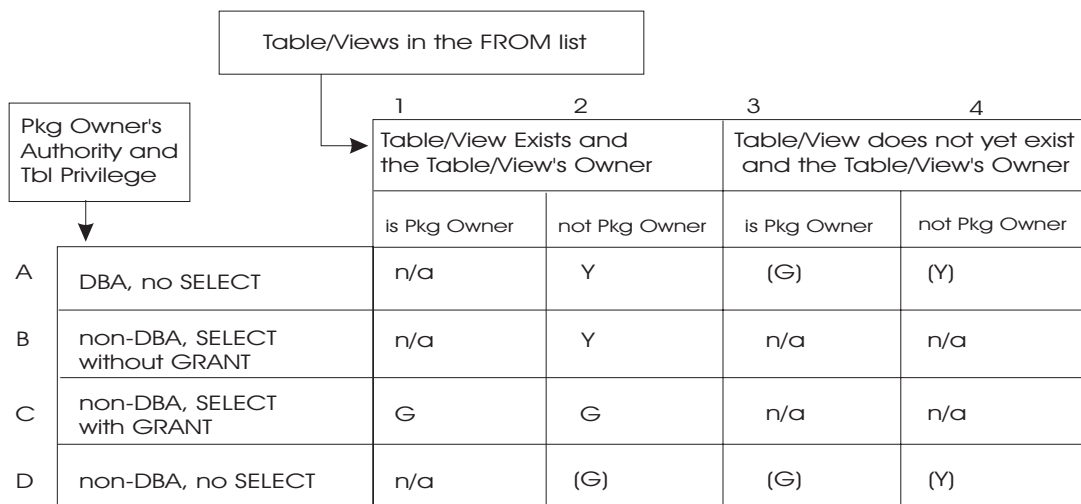 Table/Views in the FROM list
Pkg Owner's
Authority and
Tbl Privilege
1 2 3 4
Table/View Exists and
the Table/View's Owner
Table/View does not yet exist
and the Table/View's Owner
is Pkg Owner not Pkg Owner is Pkg Owner not Pkg Owner
A DBA, no SELECT n/a Y (G) (Y)
B non-DBA, SELECT
without GRANT n/a Y n/a n/a
C non-DBA, SELECT
with GRANT G G n/a n/a
D non-DBA, no SELECT n/a (G) (G) (Y)